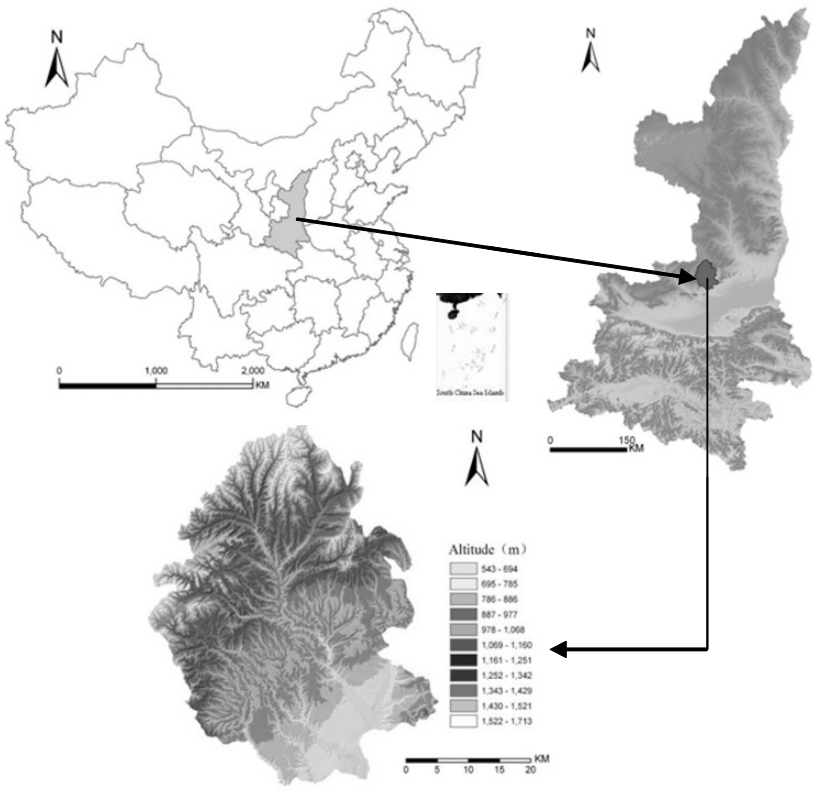 N
N
0 1,000 2,000
KM
South China Sea Islands
0 150
KM
N
Altitude（m）
543 - 694
695 - 785
786 - 886
887 - 977
978 - 1,068
1,069 - 1,160
1,161 - 1,251
1,252 - 1,342
1,343 - 1,429
1,430 - 1,521
1,522 - 1,713
KM
0 5 10 15 20